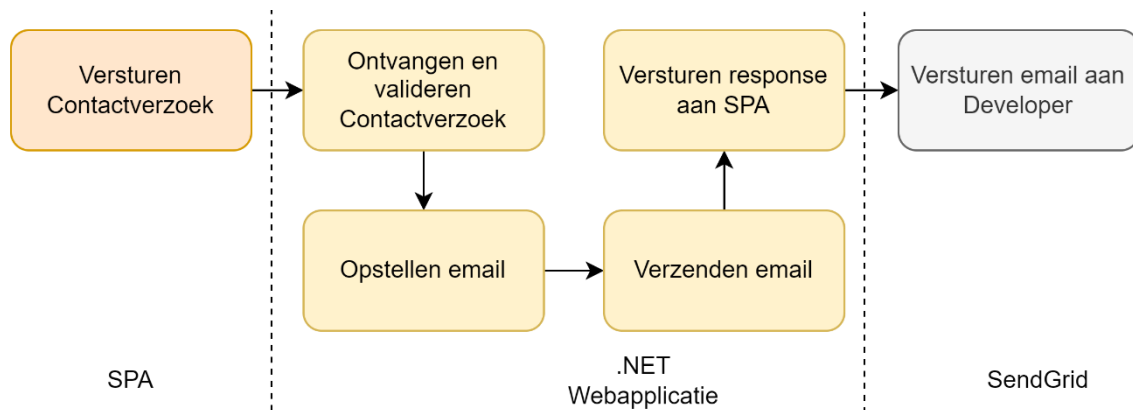 Versturen
Contactverzoek
Ontvangen en
valideren
Contactverzoek
Opstellen email
Verzenden email
Versturen response
aan SPA
Versturen email aan
Developer
SPA
.NET
Webapplicatie
SendGrid